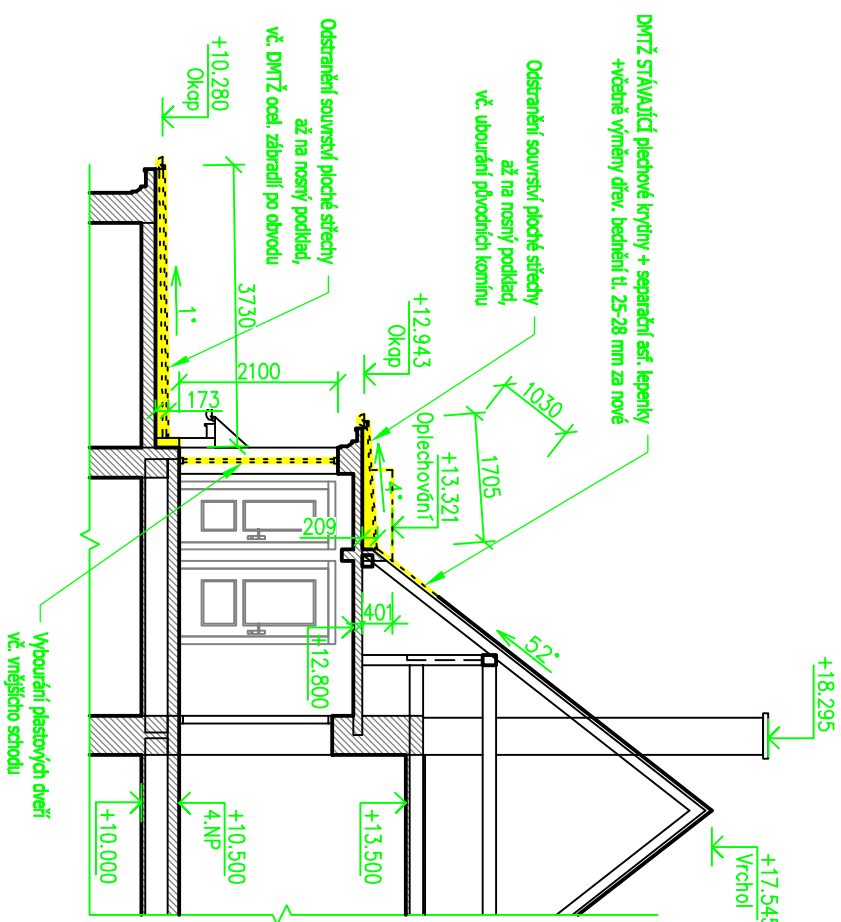 DMTŽ STÁVAJÍCÍ plechové krytiny + separační asf. lepenky
+včetně výměny dřev. bednění tl. 25-28 mm za nové
Odstranění souvrství ploché střechy
až na nosný podklad,
vč. ubourání původních komínu
Odstranění souvrství ploché střechy
až na nosný podklad,
vč. DMTŽ ocel. zábradlí po obvodu
+10.280
Okap
+12.943
Okap
+13.321
Oplechování
+18.295
Vrchol
1030
1705
3730
2100
173
1°
4°
52°
209
401
+12.800
+13.500
+10.500
4.NP
+10.000
Vybourání plastových dveří
vč. vnějšího schodu